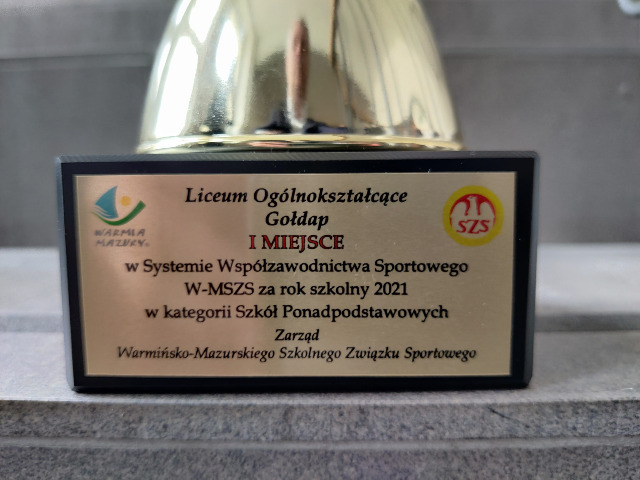 Liceum Ogólnokształcące
Gołdap
I MIEJSCE
w Systemie Współzawodnictwa Sportowego
W-MSZS za rok szkolny 2021
w kategorii Szkół Ponadpodstawowych
Zarząd
Warmińsko-Mazurskiego Szkolnego Związku Sportowego
WARMIA
MAZURY
SZS